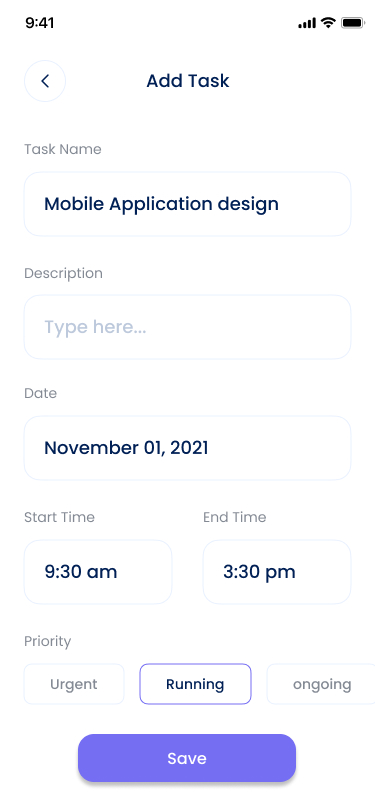 9:41
Add Task
Task Name
Mobile Application design
Description
Type here...
Date
November 01, 2021
Start Time End Time
9:30 am 3:30 pm
Priority
Urgent Running ongoing
Save